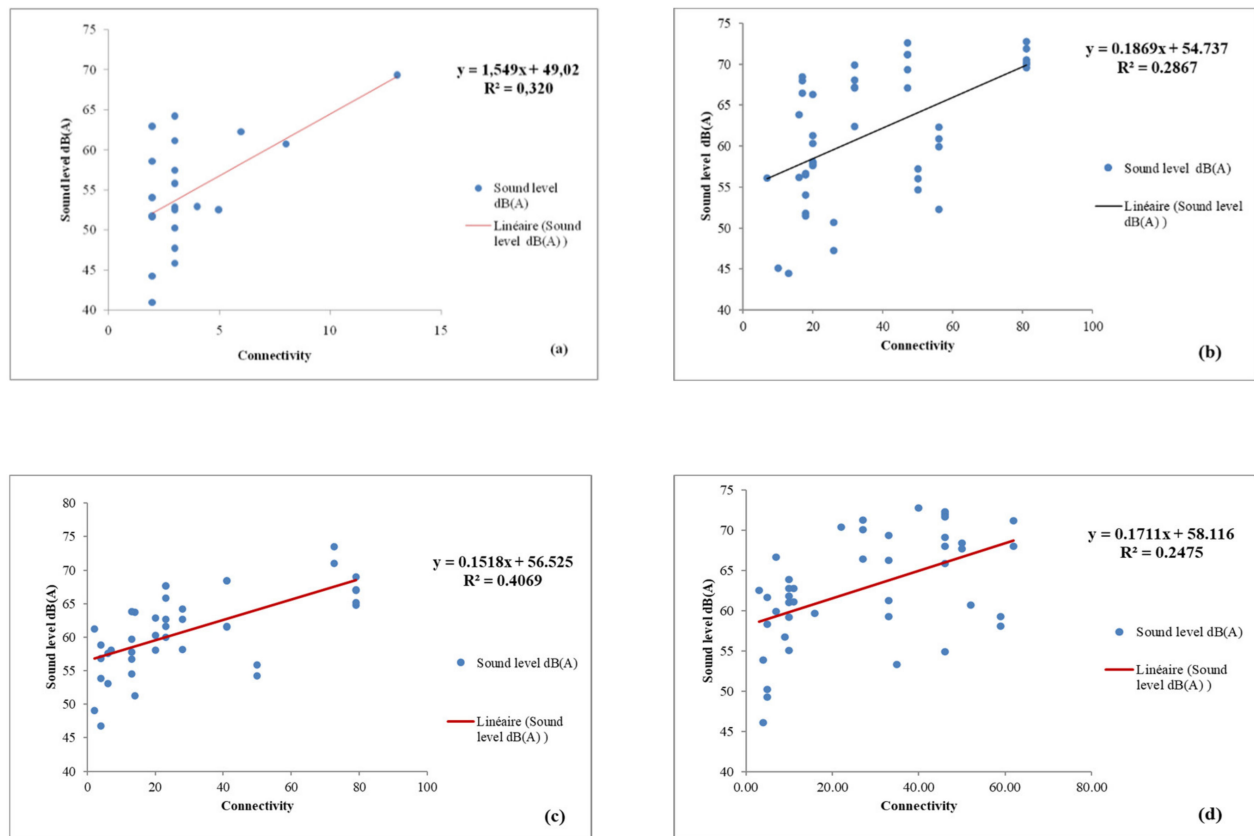 75
70
65
60
55
50
45
40
Sound level dB(A)
0
5
10
15
Connectivity
y = 1,549x + 49,02
R² = 0,320
Sound level
dB(A)
Linéaire (Sound
level dB(A) )
(a)
75
70
65
60
55
50
45
40
Sound level dB(A)
0
20
40
60
80
100
Connectivity
y = 0.1869x + 54.737
R² = 0.2867
Sound level dB(A)
Linéaire (Sound level
dB(A) )
(b)
80
75
70
65
60
55
50
45
40
Sound level dB(A)
0
20
40
60
80
100
Connectivity
y = 0.1518x + 56.525
R² = 0.4069
Sound level dB(A)
Linéaire (Sound
level dB(A) )
(c)
75
70
65
60
55
50
45
40
Sound level dB(A)
0.00
20.00
40.00
60.00
80.00
Connectivity
y = 0.1711x + 58.116
R² = 0.2475
Sound level dB(A)
Linéaire (Sound
level dB(A) )
(d)